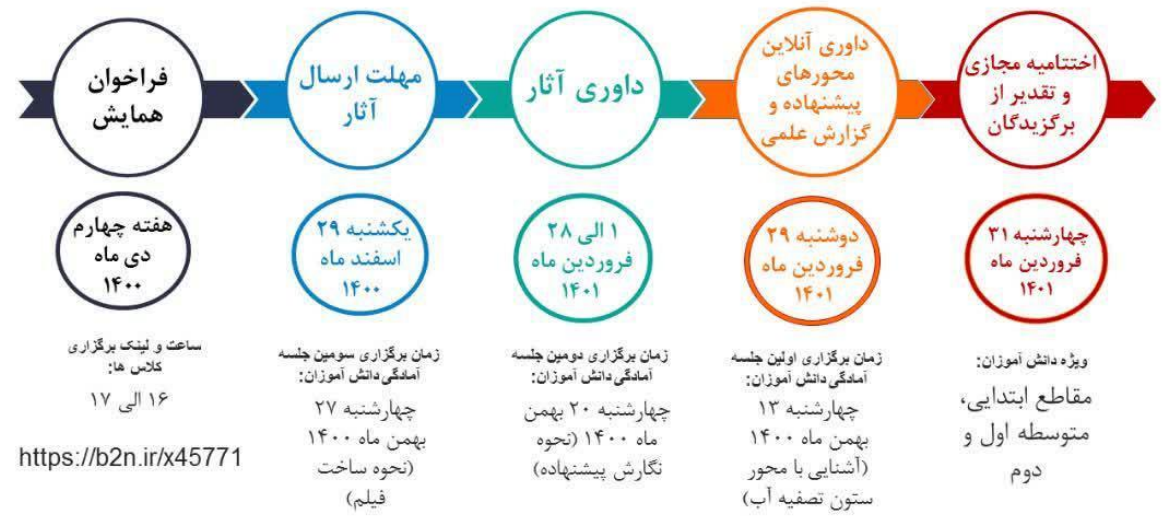 فراخوان
همایش
مهلت ارسال
آثار
داوری آثار
داوری آنلاین
محورهای
پیشنهاده و
گزارش علمی
اختتامیه مجازی
و تقدیر از
برگزیدگان
هفته چهارم
دی ماه
۱۴۰۰
یکشنبه ۲۹
اسفند ماه
۱۴۰۰
۱ الی ۲۸
فروردین ماه
۱۴۰۱
دوشنبه ۲۹
فروردین ماه
۱۴۰۱
چهارشنبه ۳۱
فروردین ماه
۱۴۰۱
ویژه دانش آموزان:
مقاطع ابتدایی،
متوسطه اول و
دوم
زمان برگزاری اولین جلسه
آمادگی دانش آموزان:
چهارشنبه ۱۳
بهمن ماه ۱۴۰۰
(آشنایی با محور
ستون تصفیه آب)
زمان برگزاری دومین جلسه
آمادگی دانش آموزان:
چهارشنبه ۲۰ بهمن
ماه ۱۴۰۰ (نحوه
نگارش پیشنهاده)
زمان برگزاری سومین جلسه
آمادگی دانش آموزان:
چهارشنبه ۲۷
بهمن ماه ۱۴۰۰
(نحوه ساخت
فیلم)
ساعت و لینک برگزاری
کلاس ها:
۱۶ الی ۱۷
https://b2n.ir/x45771